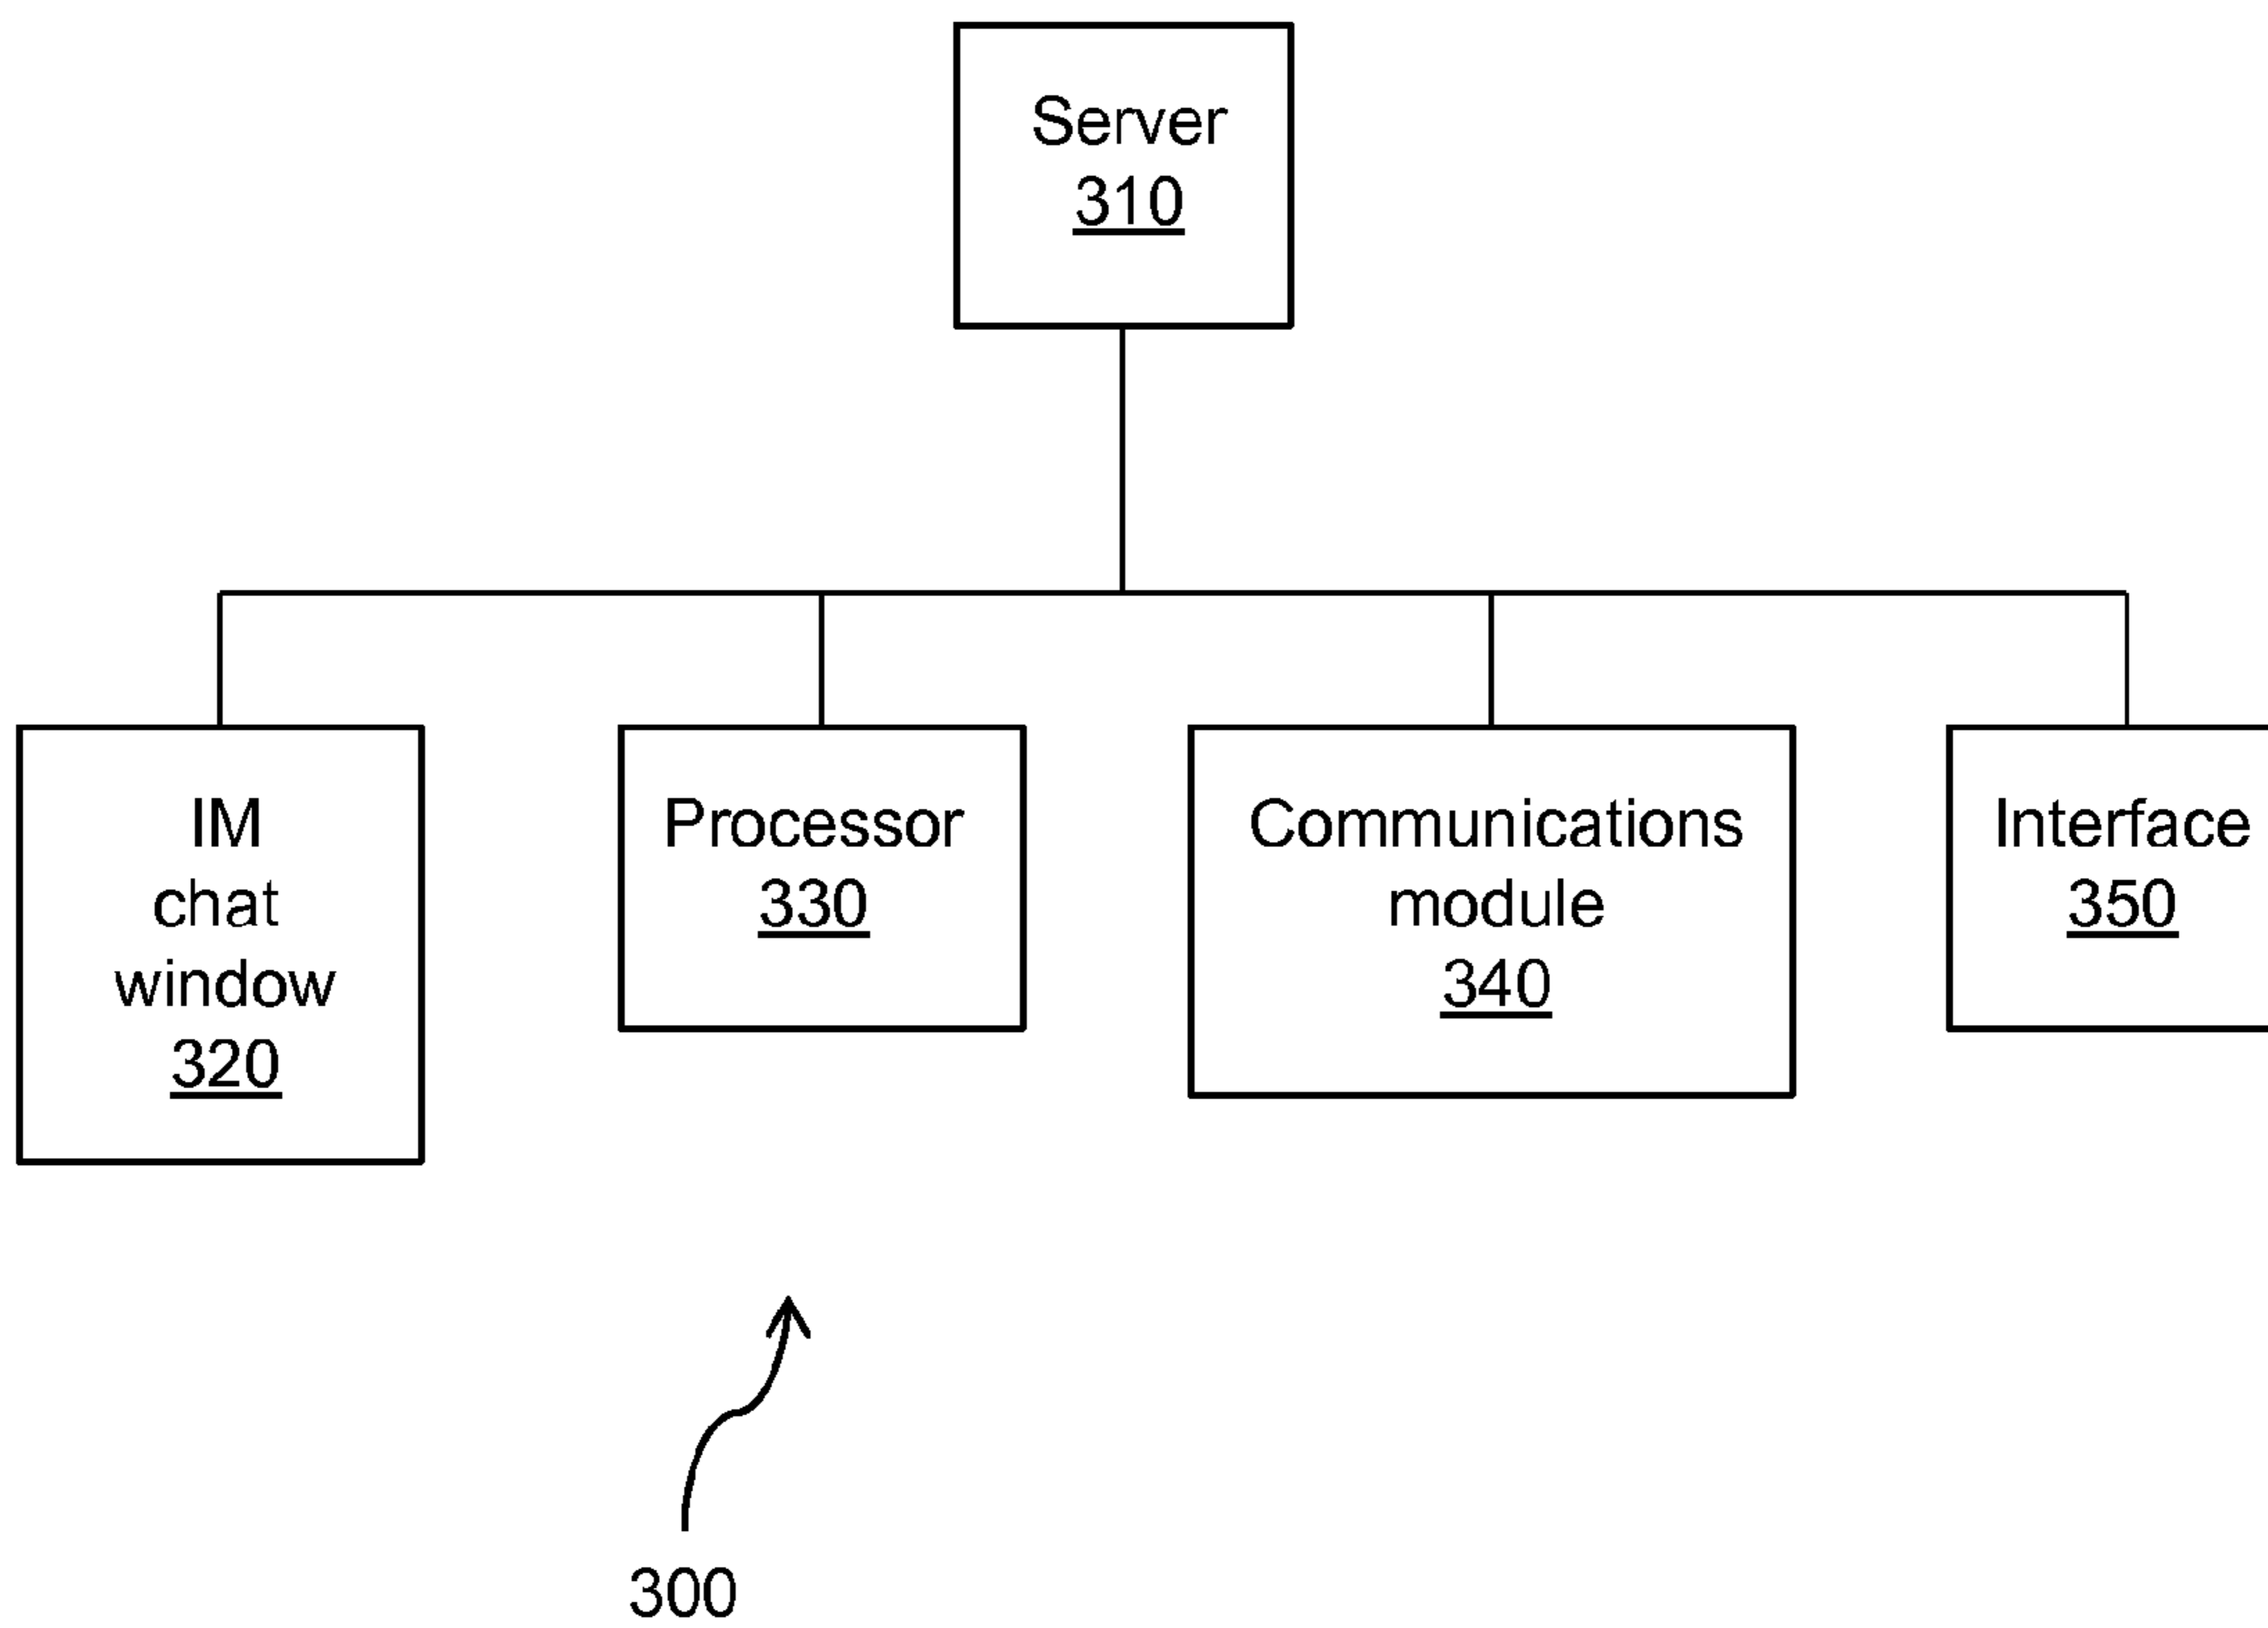 Server
310
IM
chat
window
320
Processor
330
Communications
module
340
Interface
350
300